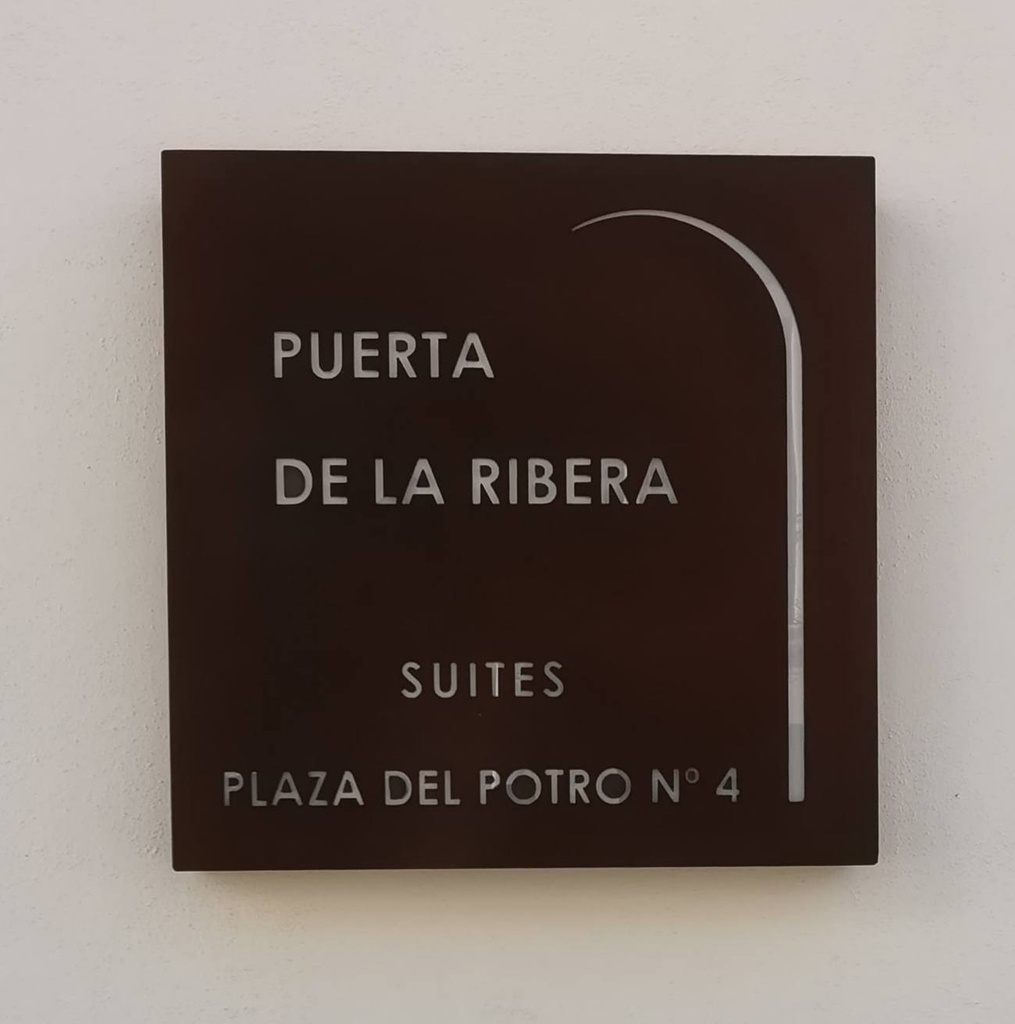 PUERTA
DE LA RIBERA
SUITES
PLAZA DEL POTRO Nº 4